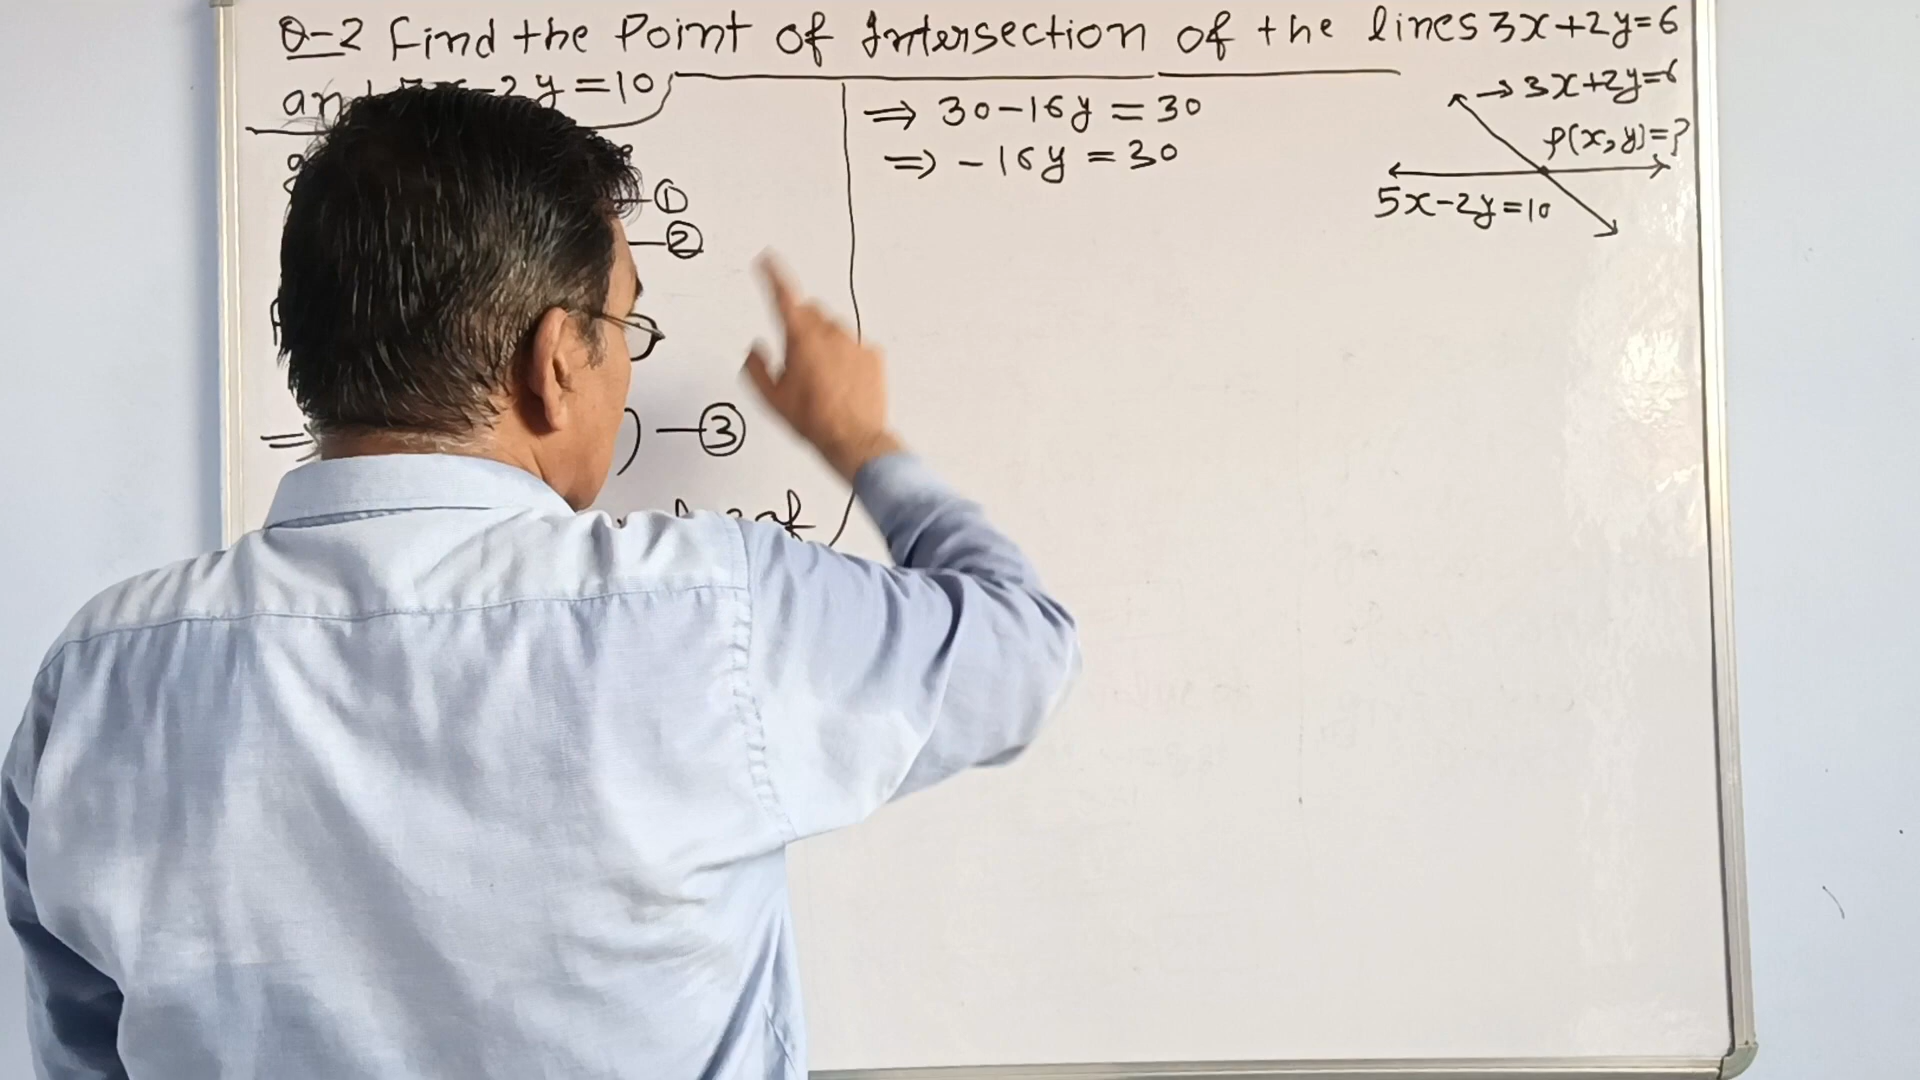 Q-2 Find the Point of Intersection of the lines 3x+2y=6
and -2y=10
①
②
③
of
⇒ 30-16y=30
⇒ -16y=30
→3x+2y=6
P(x,y)=?
5x-2y=10